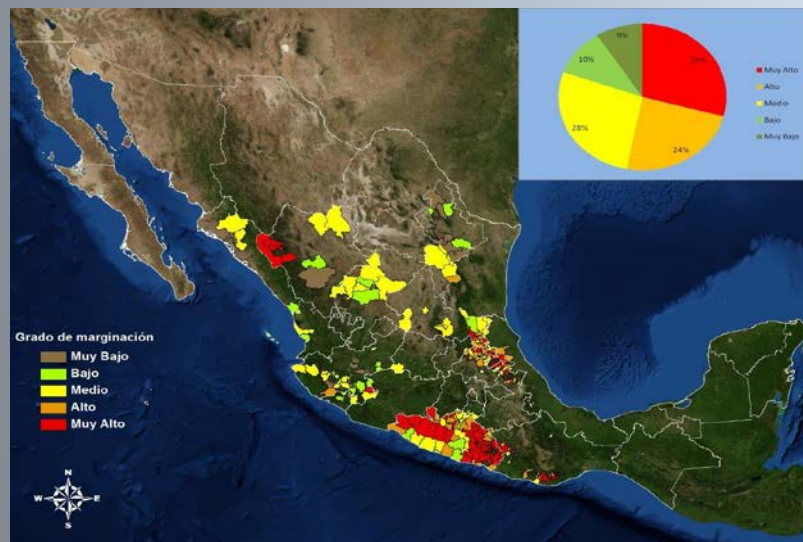 9%
10%
29%
28%
24%
Muy Alto
Alto
Medio
Bajo
Muy Bajo
Grado de marginación
Muy Bajo
Bajo
Medio
Alto
Muy Alto
N
W
E
S